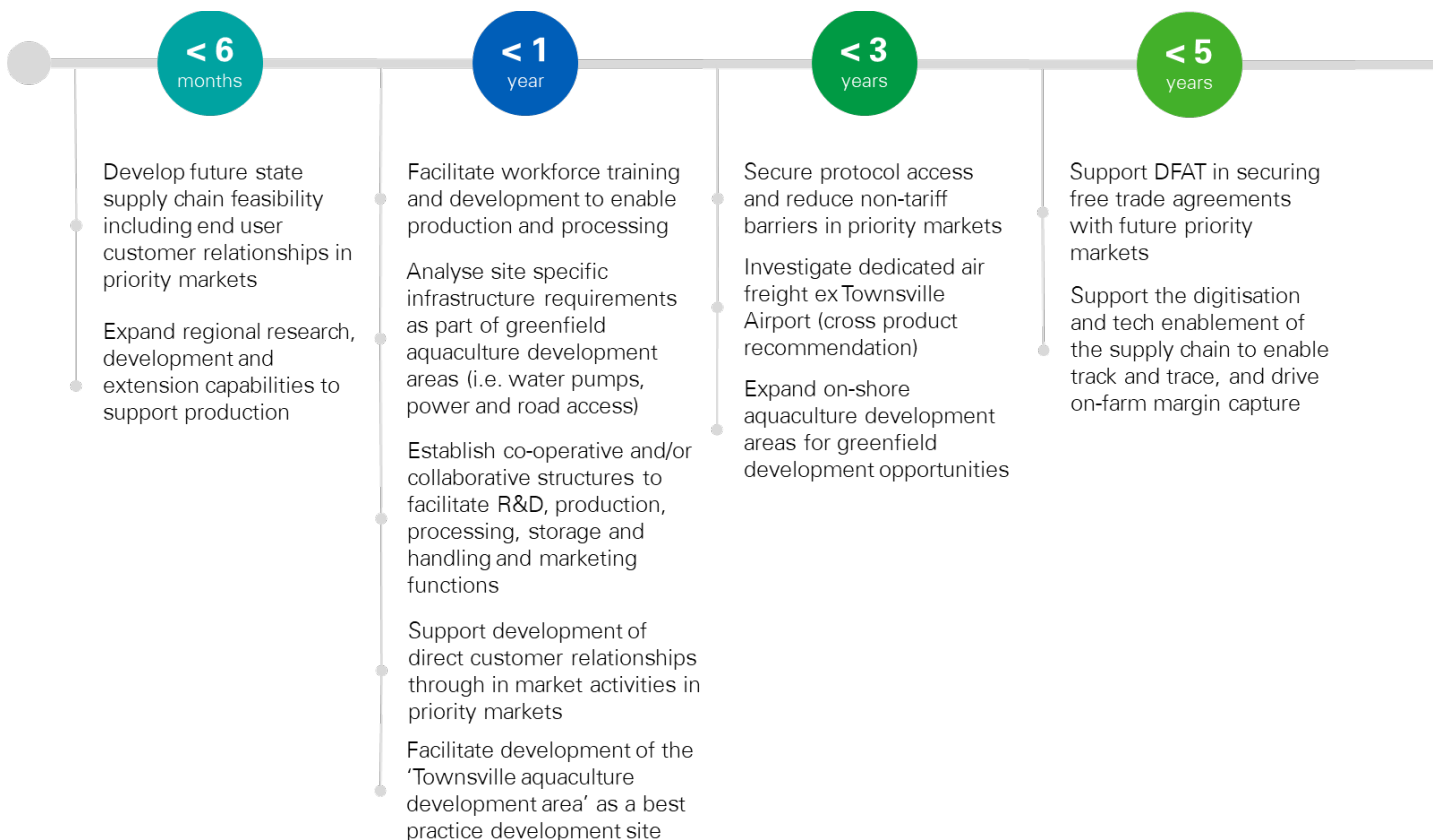 < 6
months
Develop future state
supply chain feasibility
including end user
customer relationships in
priority markets
Expand regional research,
development and
extension capabilities to
support production
< 1
year
Facilitate workforce training
and development to enable
production and processing
Analyse site specific
infrastructure requirements
as part of greenfield
aquaculture development
areas (i.e. water pumps,
power and road access)
Establish co-operative and/or
collaborative structures to
facilitate R&D, production,
processing, storage and
handling and marketing
functions
Support development of
direct customer relationships
through in market activities in
priority markets
Facilitate development of the
‘Townsville aquaculture
development area’ as a best
practice development site
< 3
years
Secure protocol access
and reduce non-tariff
barriers in priority markets
Investigate dedicated air
freight ex Townsville
Airport (cross product
recommendation)
Expand on-shore
aquaculture development
areas for greenfield
development opportunities
< 5
years
Support DFAT in securing
free trade agreements
with future priority
markets
Support the digitisation
and tech enablement of
the supply chain to enable
track and trace, and drive
on-farm margin capture